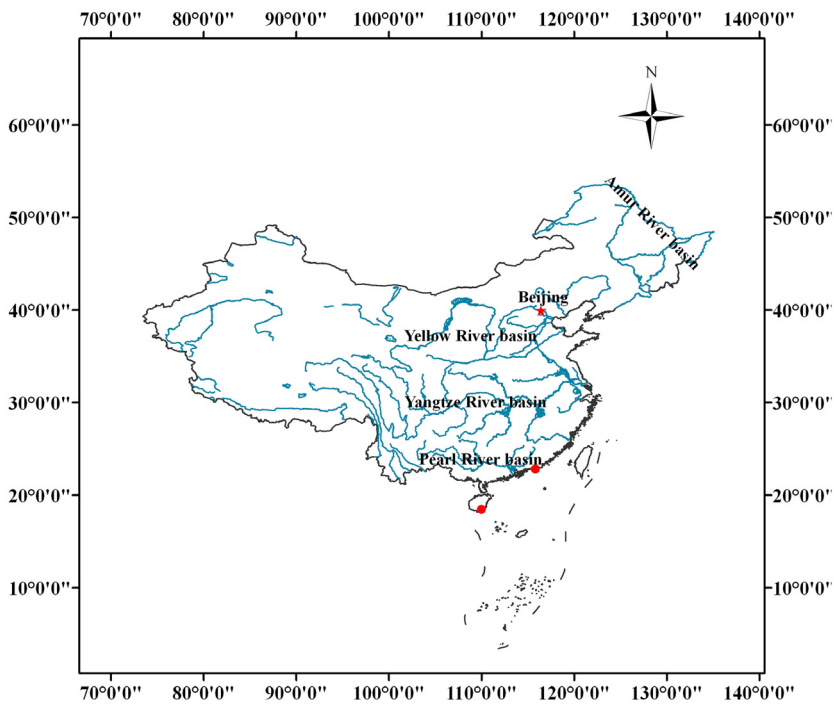 70°0'0" 80°0'0" 90°0'0" 100°0'0" 110°0'0" 120°0'0" 130°0'0" 140°0'0"
N
60°0'0" 60°0'0"
50°0'0" 50°0'0"
Amur River basin
Beijing
40°0'0" 40°0'0"
Yellow River basin
Yangtze River basin
30°0'0" 30°0'0"
Pearl River basin
20°0'0" 20°0'0"
10°0'0" 10°0'0"
70°0'0" 80°0'0" 90°0'0" 100°0'0" 110°0'0" 120°0'0" 130°0'0" 140°0'0"